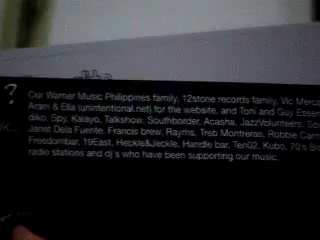 ?
Our Warner Music Philippines family, 12stone records family, Vic Merca
Aram & Ella (unintentional.net) for the website, and Toni and Guy Essen
diko, Spy, Kalayo, Talkshow, Southborder, Acasha, JazzVolunteers, Se
Janet Dela Fuente, Francis brew, Rayms, Treb Montreras, Robbie Carm
Freedombar, 19East, Heckle&Jeckle, Handle bar, Ten02, Kubo, 70's Bi
radio stations and dj's who have been supporting our music.